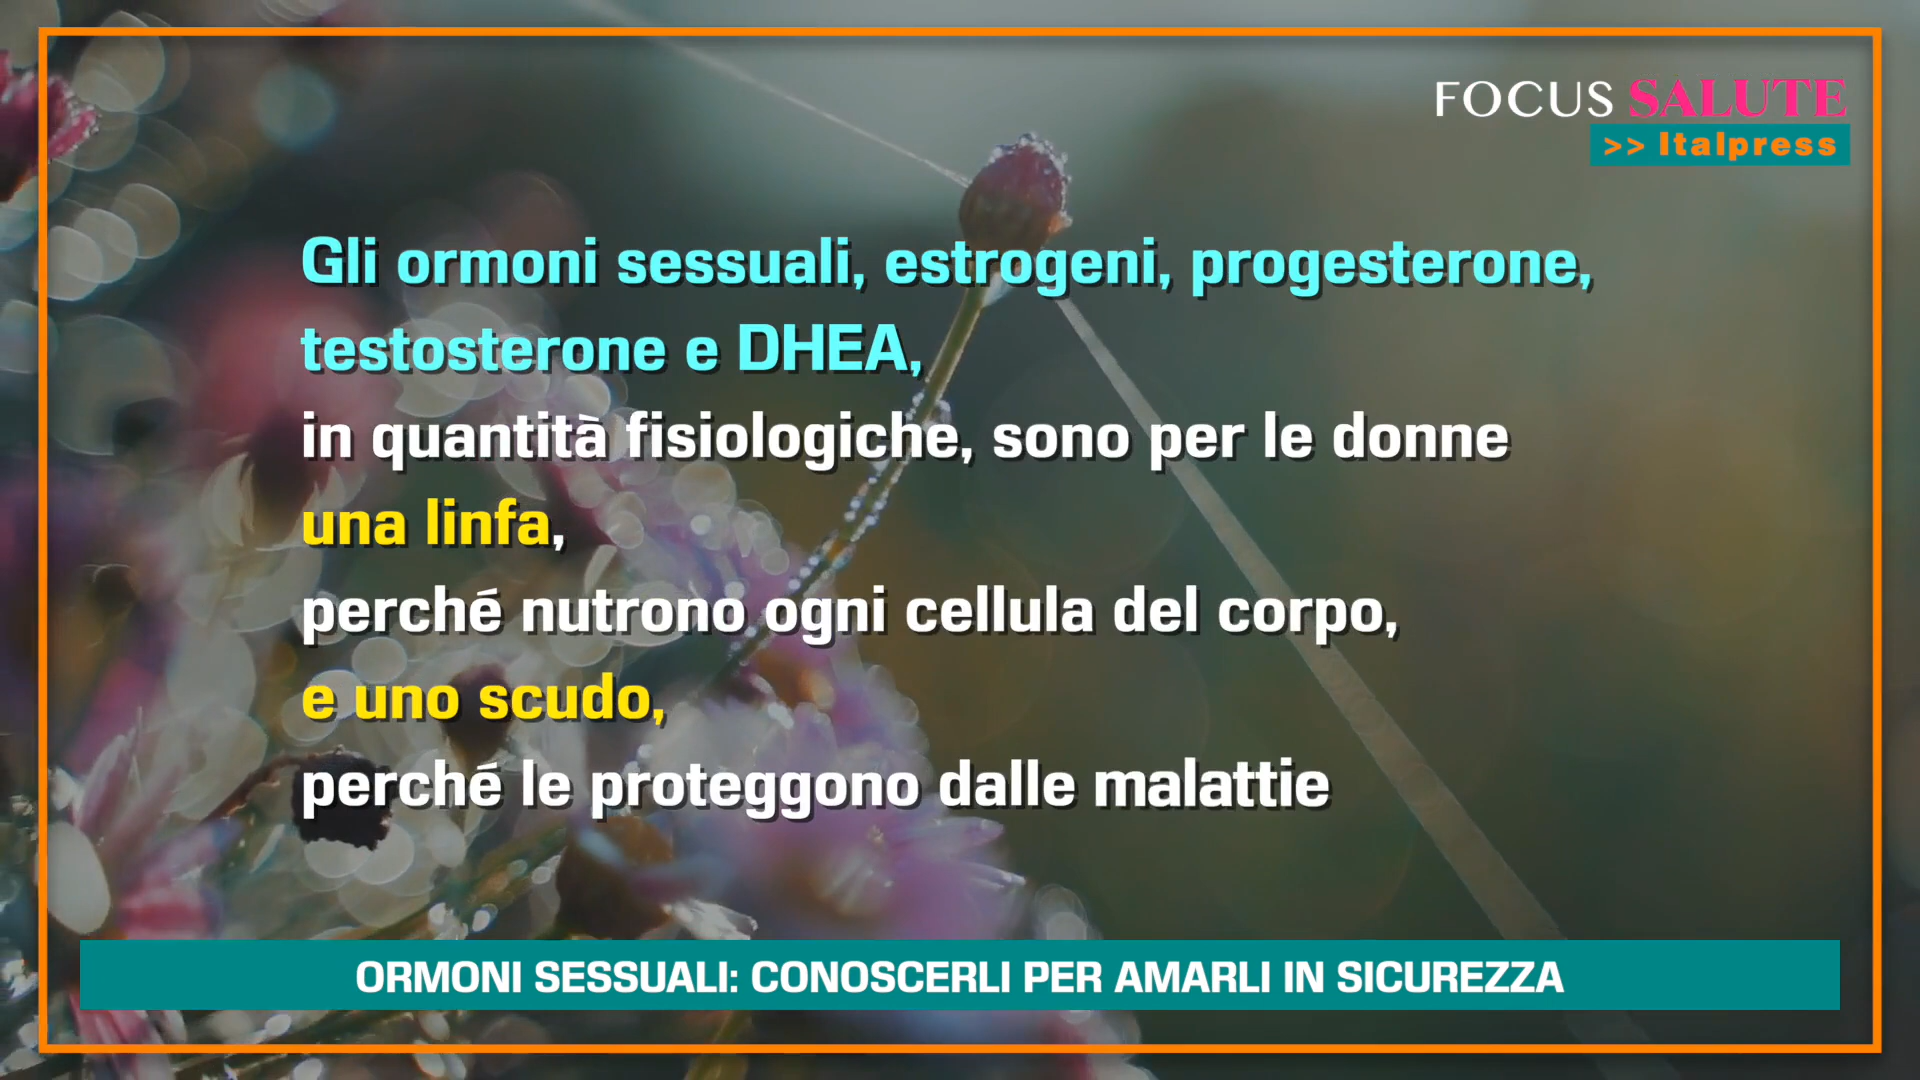 FOCUS SALUTE
>> Italpress
Gli ormoni sessuali, estrogeni, progesterone,
testosterone e DHEA,
in quantità fisiologiche, sono per le donne
una linfa,
perché nutrono ogni cellula del corpo,
e uno scudo,
perché le proteggono dalle malattie
ORMONI SESSUALI: CONOSCERLI PER AMARLI IN SICUREZZA